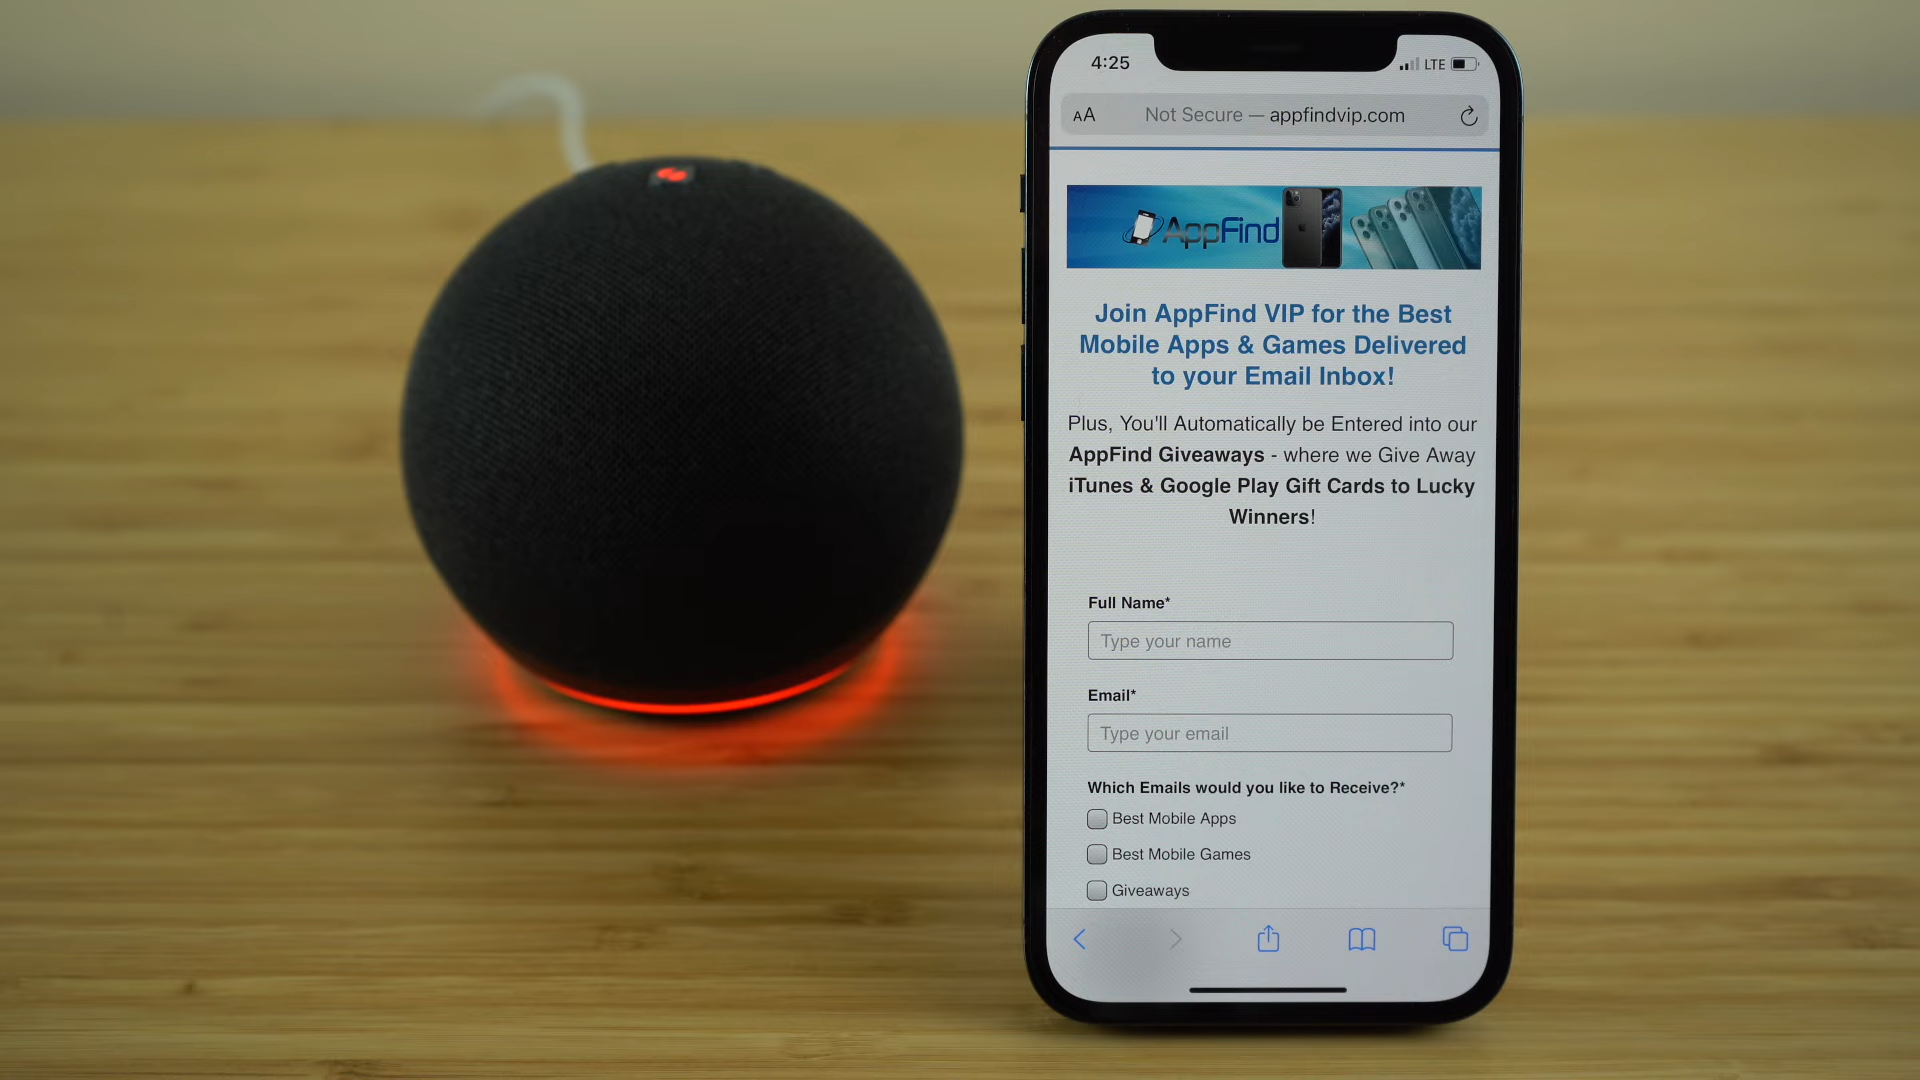 4:25
LTE
AA
Not Secure — appfindvip.com
AppFind
Join AppFind VIP for the Best
Mobile Apps & Games Delivered
to your Email Inbox!
Plus, You'll Automatically be Entered into our
AppFind Giveaways - where we Give Away
iTunes & Google Play Gift Cards to Lucky
Winners!
Full Name*
Type your name
Email*
Type your email
Which Emails would you like to Receive?*
Best Mobile Apps
Best Mobile Games
Giveaways